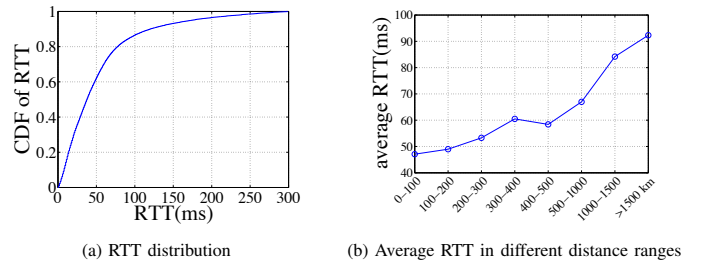 1
0.8
0.6
0.4
0.2
0
0 50 100 150 200 250 300
CDF of RTT
RTT(ms)
(a) RTT distribution
100
90
80
70
60
50
40
average RTT(ms)
0−100 100−200 200−300 300−400 400−500 500−1000 1000−1500 >1500 km
(b) Average RTT in different distance ranges